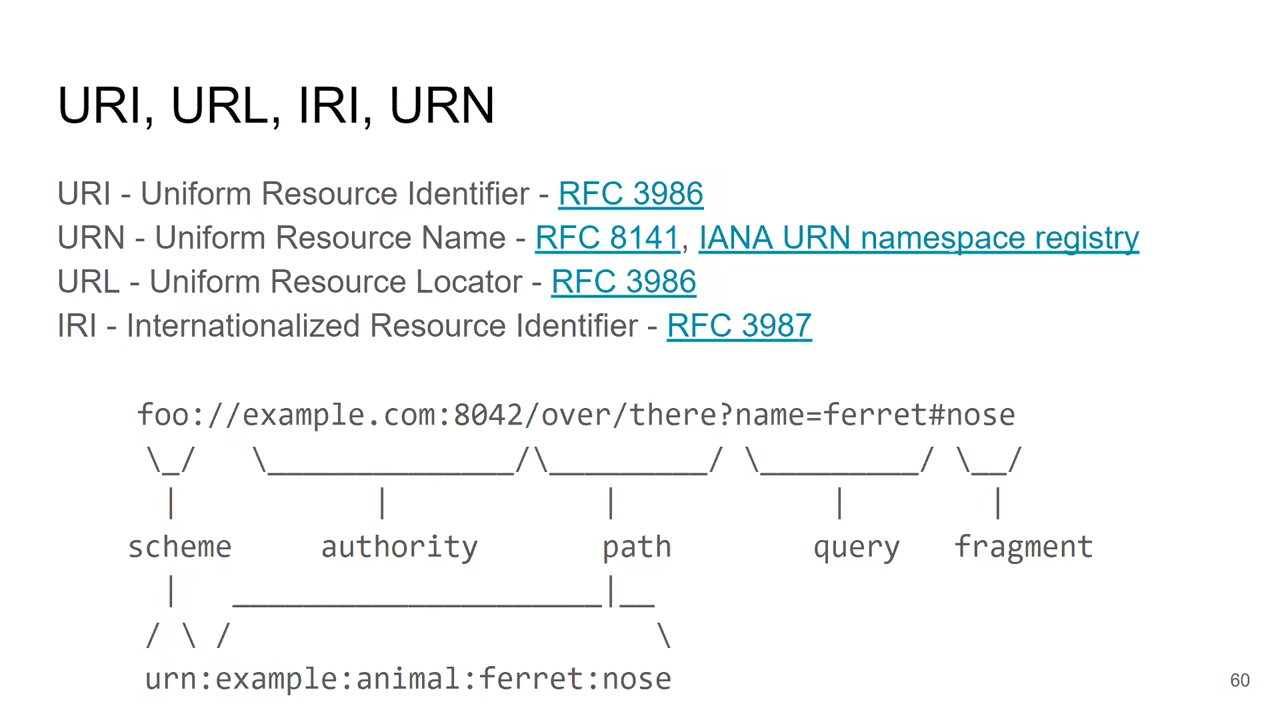 URI, URL, IRI, URN
URI - Uniform Resource Identifier - RFC 3986
URN - Uniform Resource Name - RFC 8141, IANA URN namespace registry
URL - Uniform Resource Locator - RFC 3986
IRI - Internationalized Resource Identifier - RFC 3987
foo://example.com:8042/over/there?name=ferret#nose
\_/   \______________/\_________/ \_________/ \__/
 |           |            |            |        |
scheme     authority       path        query   fragment
 |   _____________________|__
/ \ /                        \
urn:example:animal:ferret:nose
60